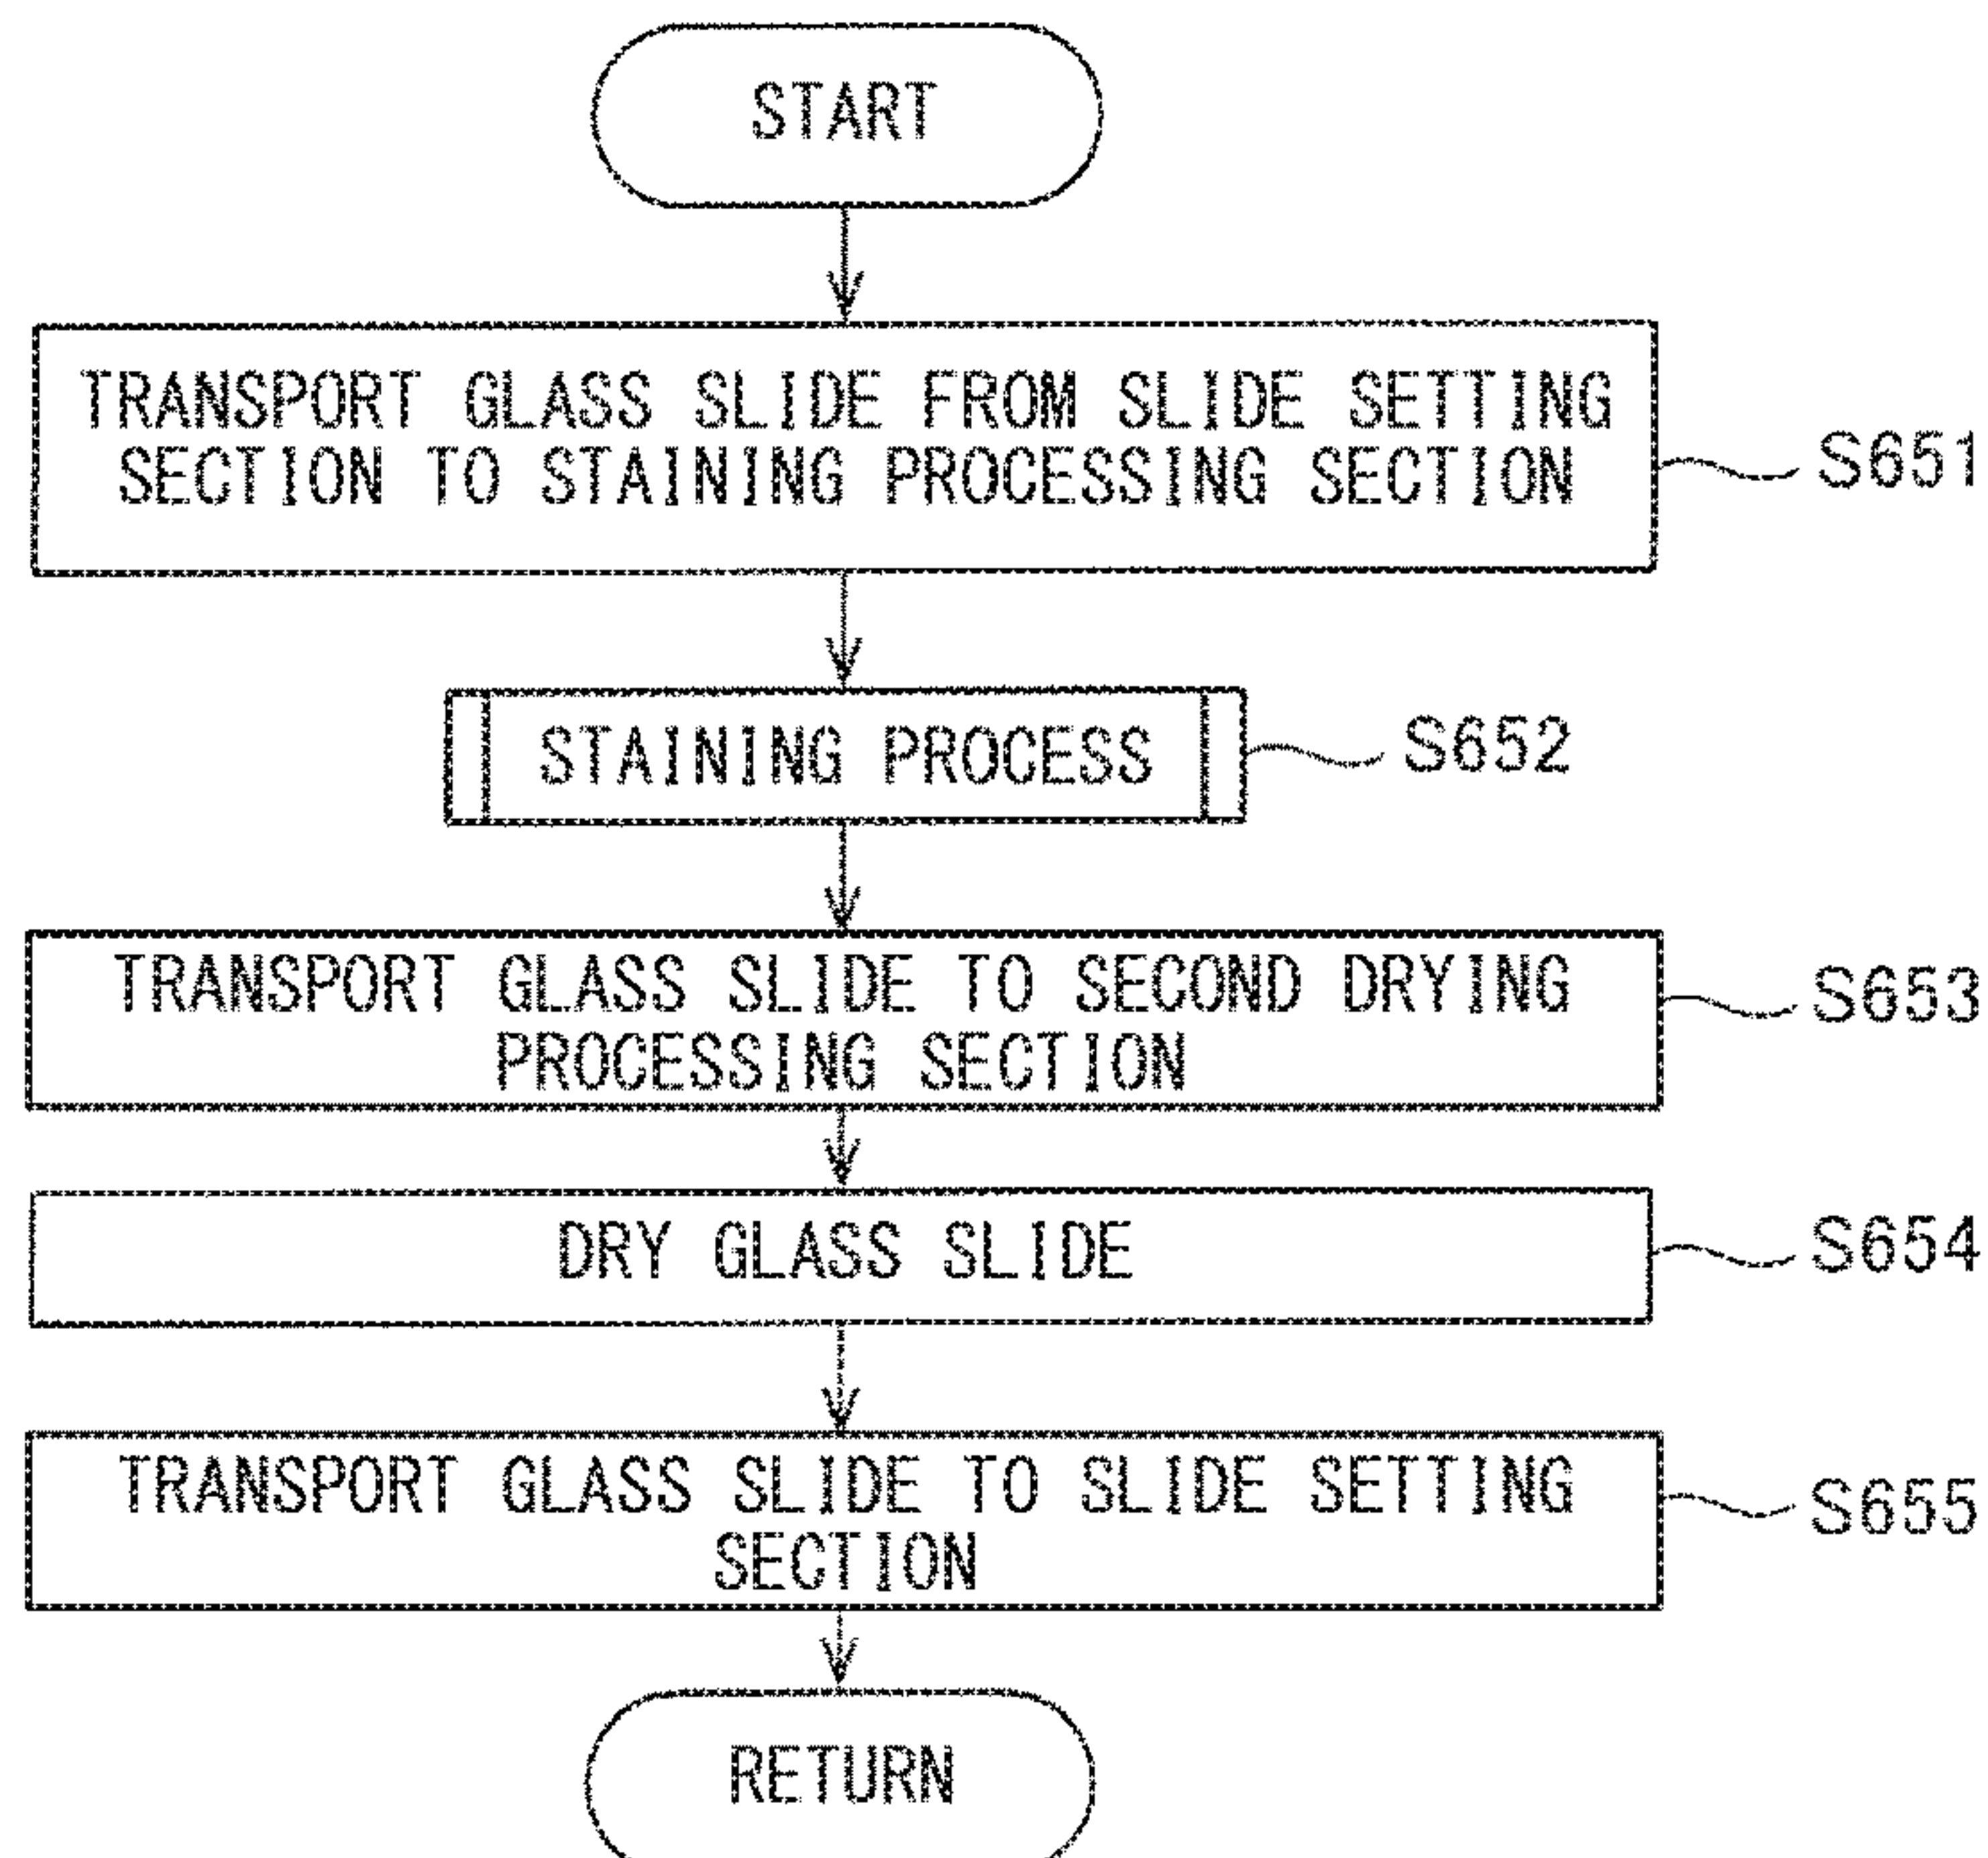 START
TRANSPORT GLASS SLIDE FROM SLIDE SETTING
SECTION TO STAINING PROCESSING SECTION
S651
STAINING PROCESS
S652
TRANSPORT GLASS SLIDE TO SECOND DRYING
PROCESSING SECTION
S653
DRY GLASS SLIDE
S654
TRANSPORT GLASS SLIDE TO SLIDE SETTING
SECTION
S655
RETURN